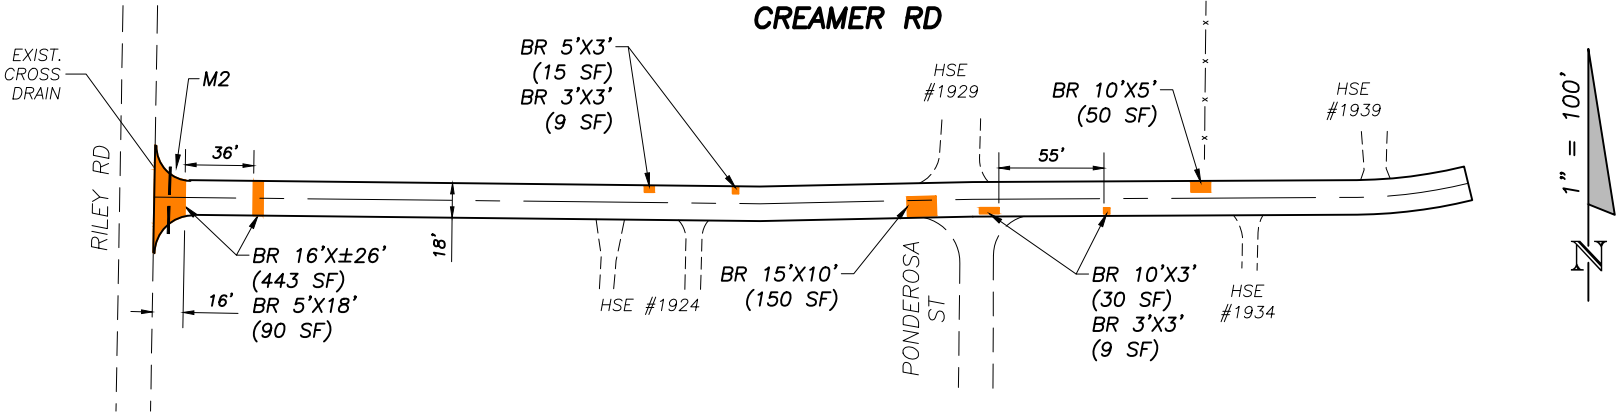 CREAMER RD
EXIST.
CROSS
DRAIN
M2
36'
RILEY RD
BR 16'X±26'
(443 SF)
BR 5'X18'
(90 SF)
16'
18'
BR 5'X3'
(15 SF)
BR 3'X3'
(9 SF)
HSE #1924
BR 15'X10'
(150 SF)
HSE
#1929
PONDEROSA
ST
55'
BR 10'X5'
(50 SF)
BR 10'X3'
(30 SF)
BR 3'X3'
(9 SF)
HSE
#1934
HSE
#1939
1" = 100'
N